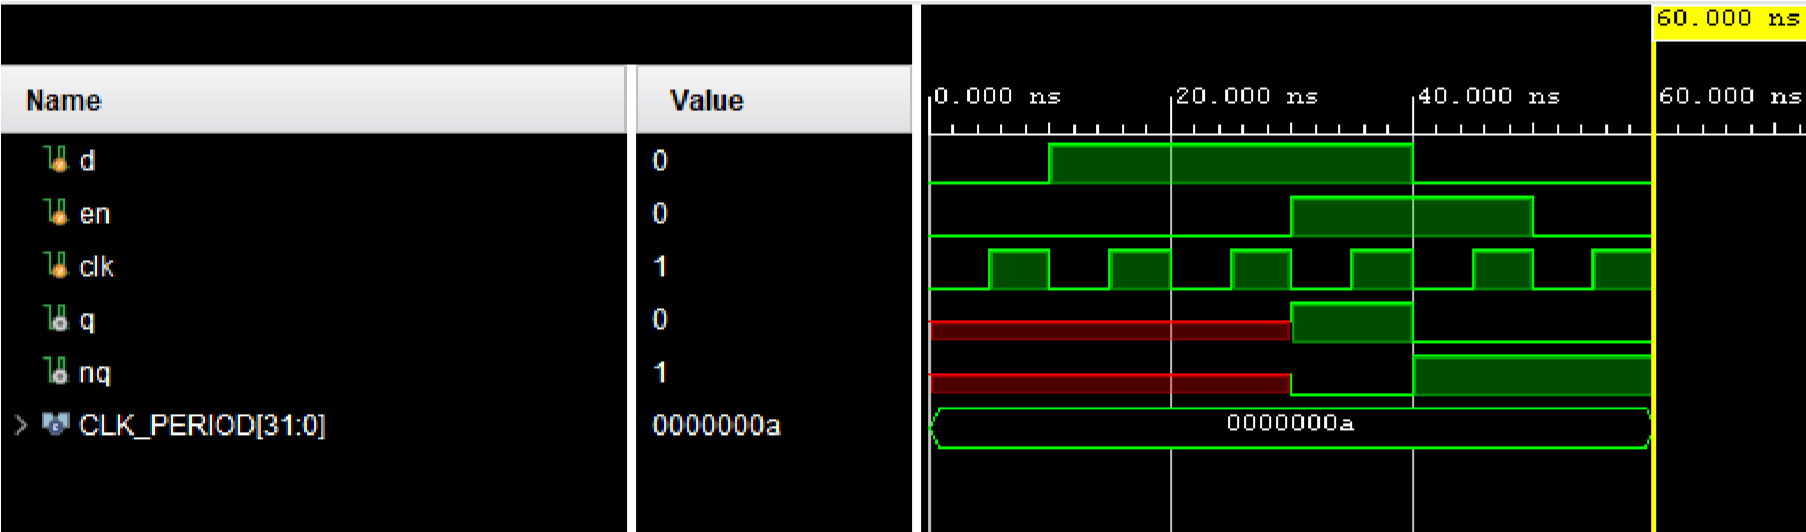 60.000 ns
Name Value 0.000 ns 20.000 ns 40.000 ns 60.000 ns
d 0
en 0
clk 1
q 0
nq 1
> CLK_PERIOD[31:0] 0000000a 0000000a